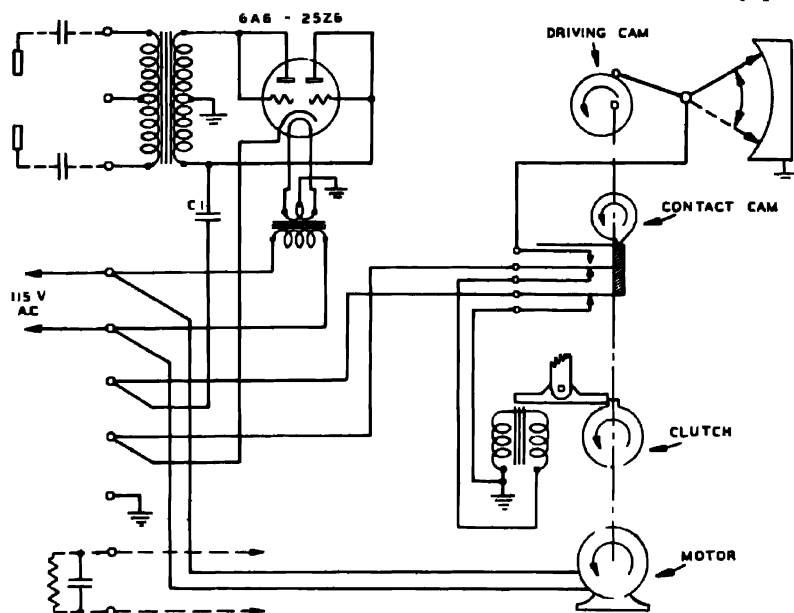 6A6 - 25Z6
DRIVING CAM
C1
CONTACT CAM
115 V
A.C
CLUTCH
MOTOR